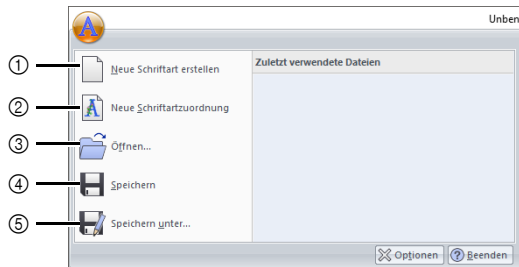 Unben
① Neue Schriftart erstellen
Zuletzt verwendete Dateien
② Neue Schriftartzuordnung
③ Öffnen...
④ Speichern
⑤ Speichern unter...
Optionen
Beenden